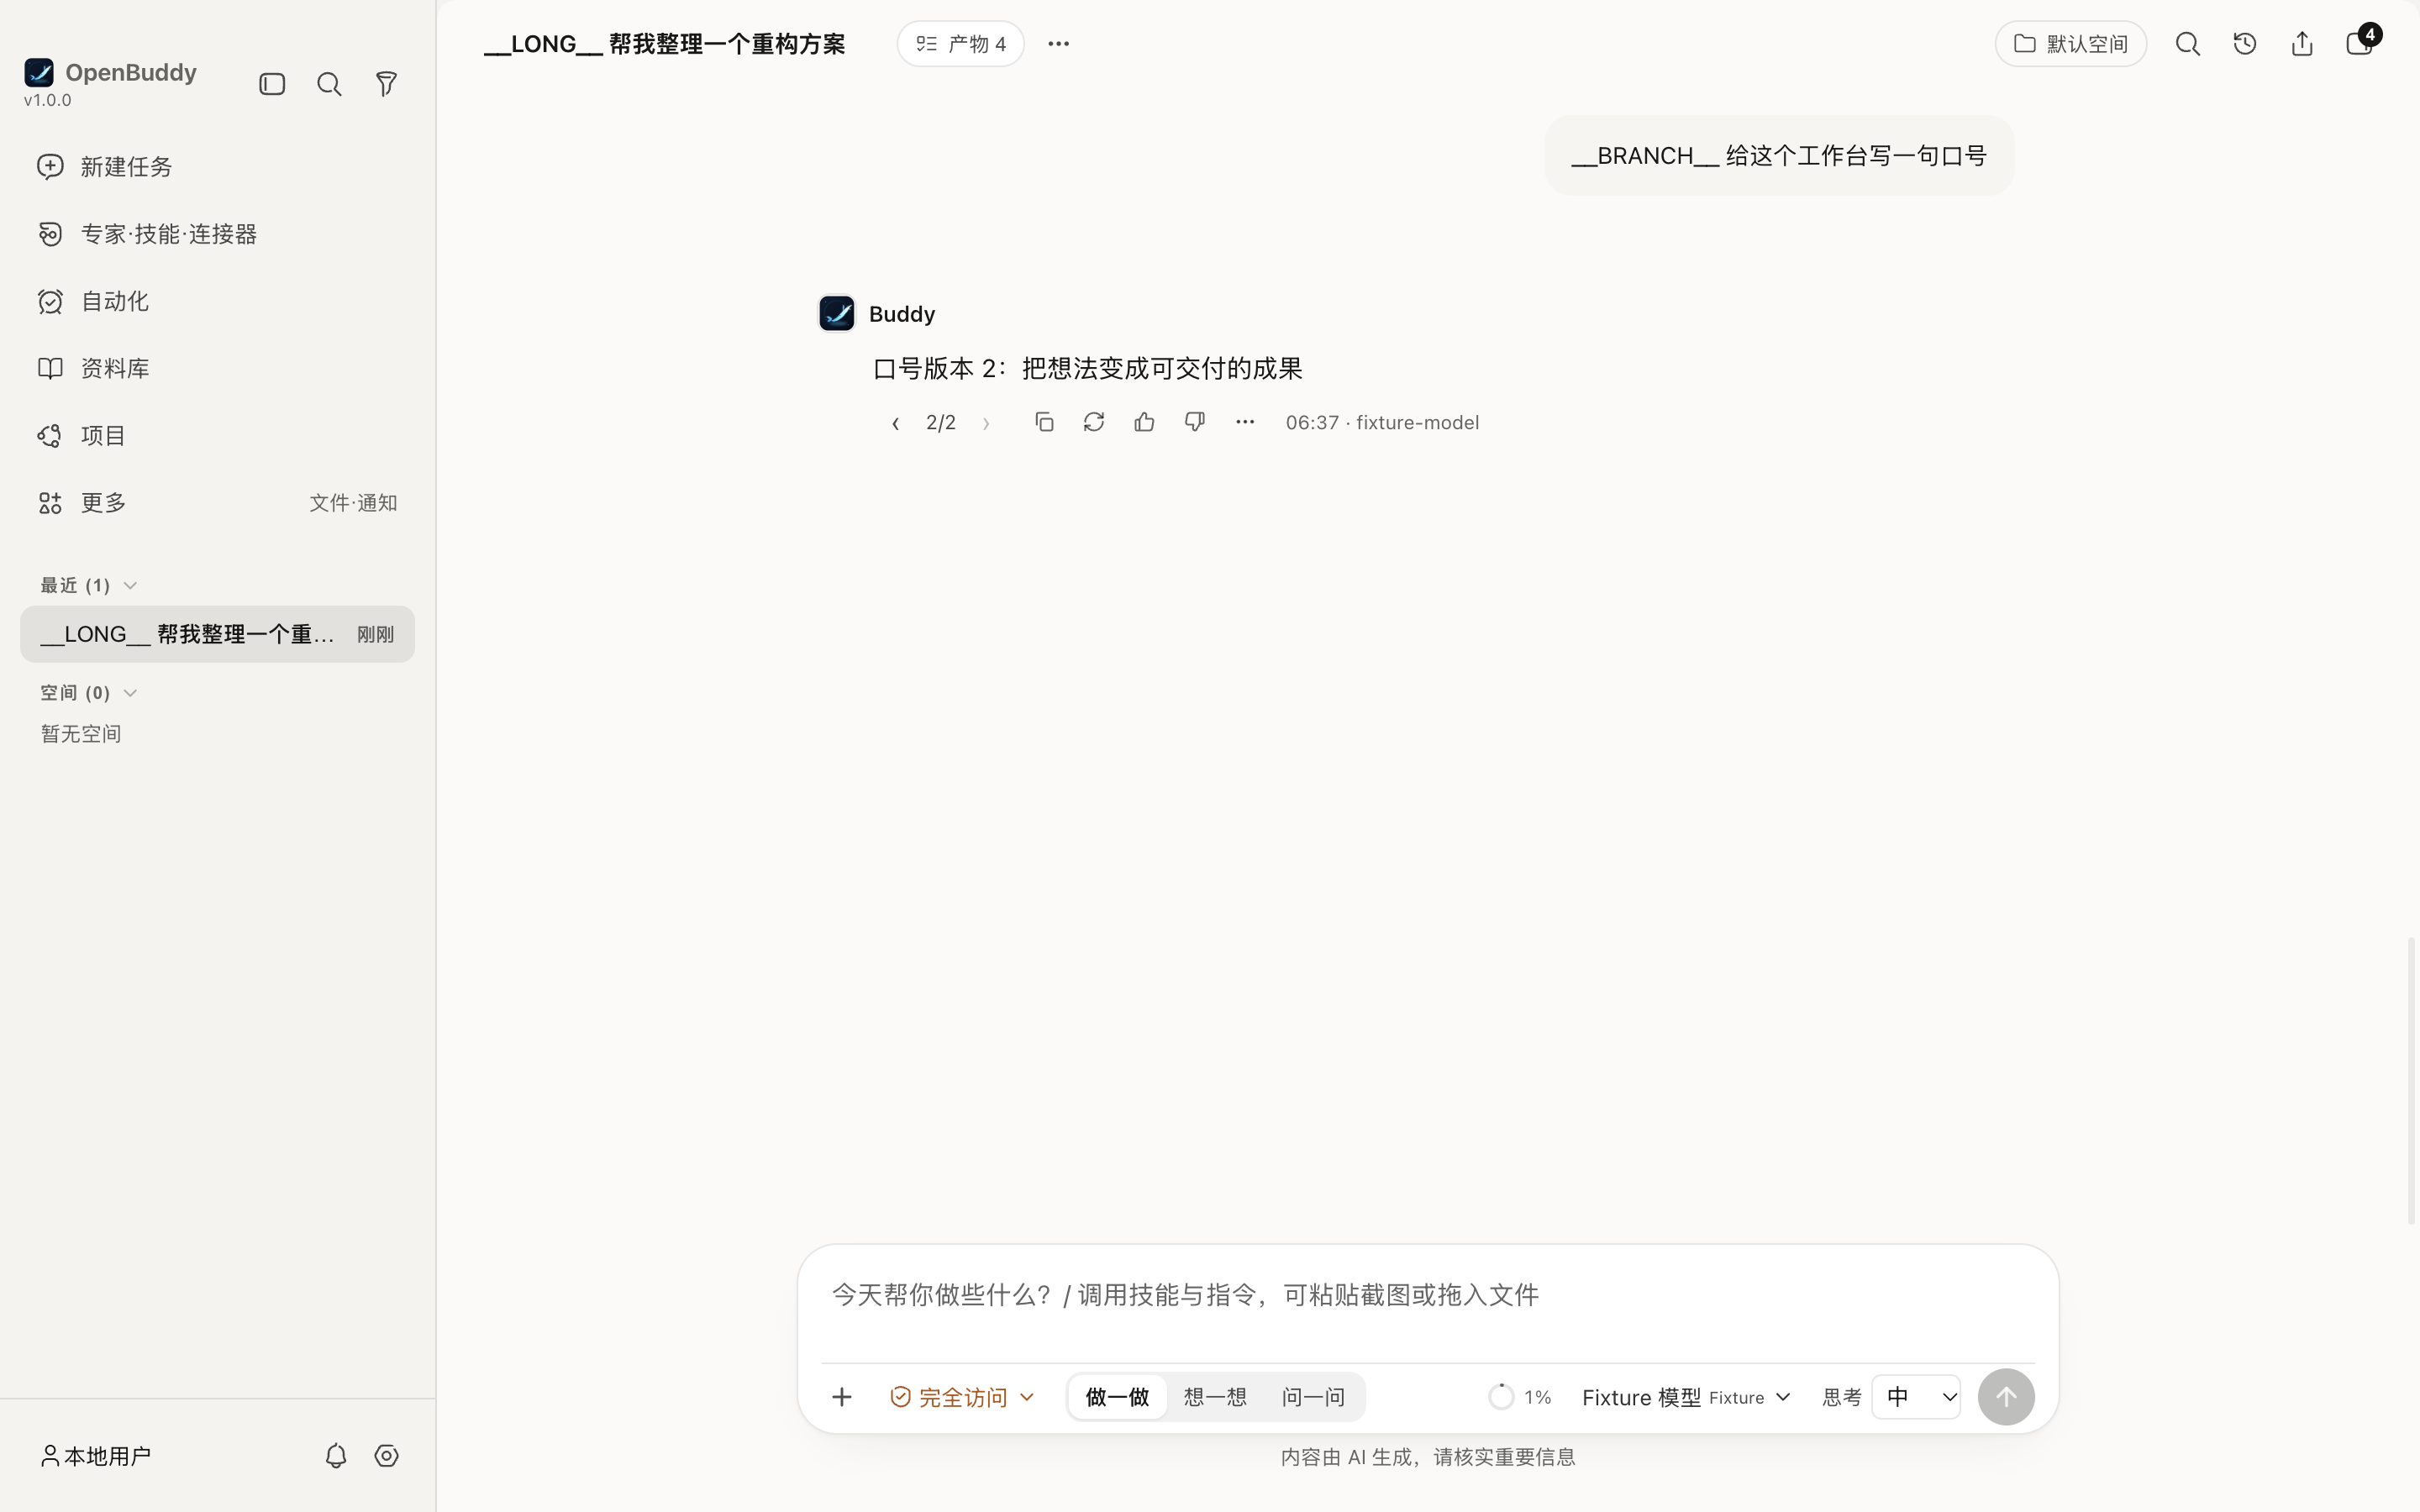 OpenBuddy
v1.0.0
新建任务
专家·技能·连接器
自动化
资料库
项目
更多
文件·通知
最近 (1)
__LONG__ 帮我整理一个重…
刚刚
空间 (0)
暂无空间
本地用户
__LONG__ 帮我整理一个重构方案
产物 4
默认空间
4
__BRANCH__ 给这个工作台写一句口号
Buddy
口号版本 2：把想法变成可交付的成果
2/2
06:37 · fixture-model
今天帮你做些什么？/ 调用技能与指令，可粘贴截图或拖入文件
完全访问
做一做
想一想
问一问
1%
Fixture 模型 Fixture
思考
中
内容由 AI 生成，请核实重要信息